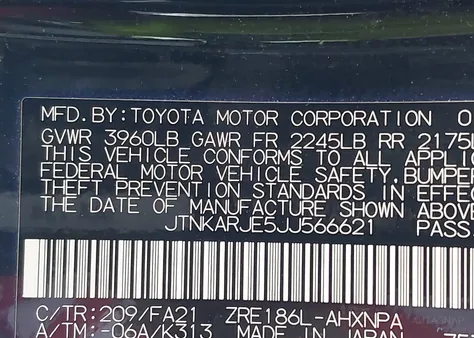 MFD. BY: TOYOTA MOTOR CORPORATION O
GVWR 3960LB GAWR FR 2245LB RR 2175L
THIS VEHICLE CONFORMS TO ALL APPLI
FEDERAL MOTOR VEHICLE SAFETY, BUMPER
THEFT PREVENTION STANDARDS IN EFFE
THE DATE OF MANUFACTURE SHOWN ABOVE
JTNKARJE5JJ566621 PASS
C/TR: 209/FA21 ZRE186L-AHXNPA
A/TM: -06A/K313 MADE IN JAPAN